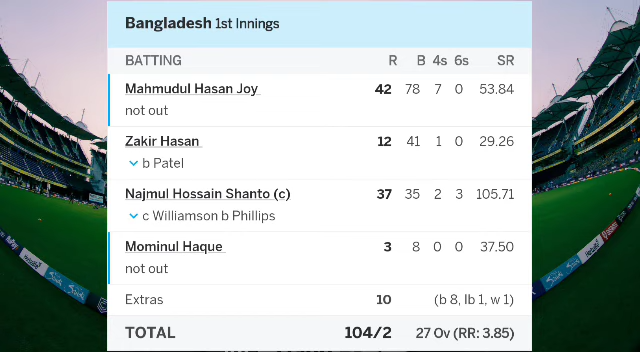 Bangladesh 1st Innings
BATTING R B 4s 6s SR
Mahmudul Hasan Joy 42 78 7 0 53.84
not out
Zakir Hasan 12 41 1 0 29.26
b Patel
Najmul Hossain Shanto (c) 37 35 2 3 105.71
c Williamson b Phillips
Mominul Haque 3 8 0 0 37.50
not out
Extras 10 (b 8, lb 1, w 1)
TOTAL 104/2 27 Ov (RR: 3.85)